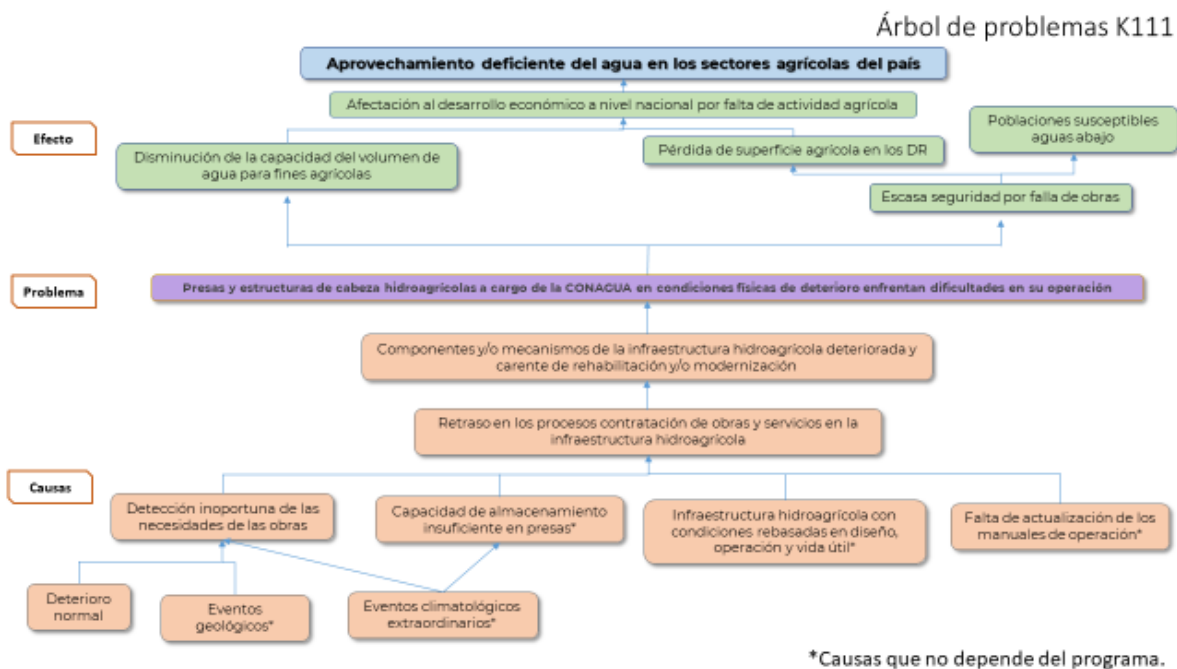 Árbol de problemas K111
Aprovechamiento deficiente del agua en los sectores agrícolas del país
Afectación al desarrollo económico a nivel nacional por falta de actividad agrícola
Efecto
Poblaciones susceptibles
aguas abajo
Disminución de la capacidad del volumen de
agua para fines agrícolas
Pérdida de superficie agrícola en los DR
Escasa seguridad por falla de obras
Problema
Presas y estructuras de cabeza hidroagrícolas a cargo de la CONAGUA en condiciones físicas de deterioro enfrentan dificultades en su operación
Componentes y/o mecanismos de la infraestructura hidroagrícola deteriorada y
carente de rehabilitación y/o modernización
Retraso en los procesos contratación de obras y servicios en la
infraestructura hidroagrícola
Causas
Detección inoportuna de las
necesidades de las obras
Capacidad de almacenamiento
insuficiente en presas*
Infraestructura hidroagrícola con
condiciones rebasadas en diseño,
operación y vida útil*
Falta de actualización de los
manuales de operación*
Deterioro
normal
Eventos
geológicos*
Eventos climatológicos
extraordinarios*
*Causas que no depende del programa.